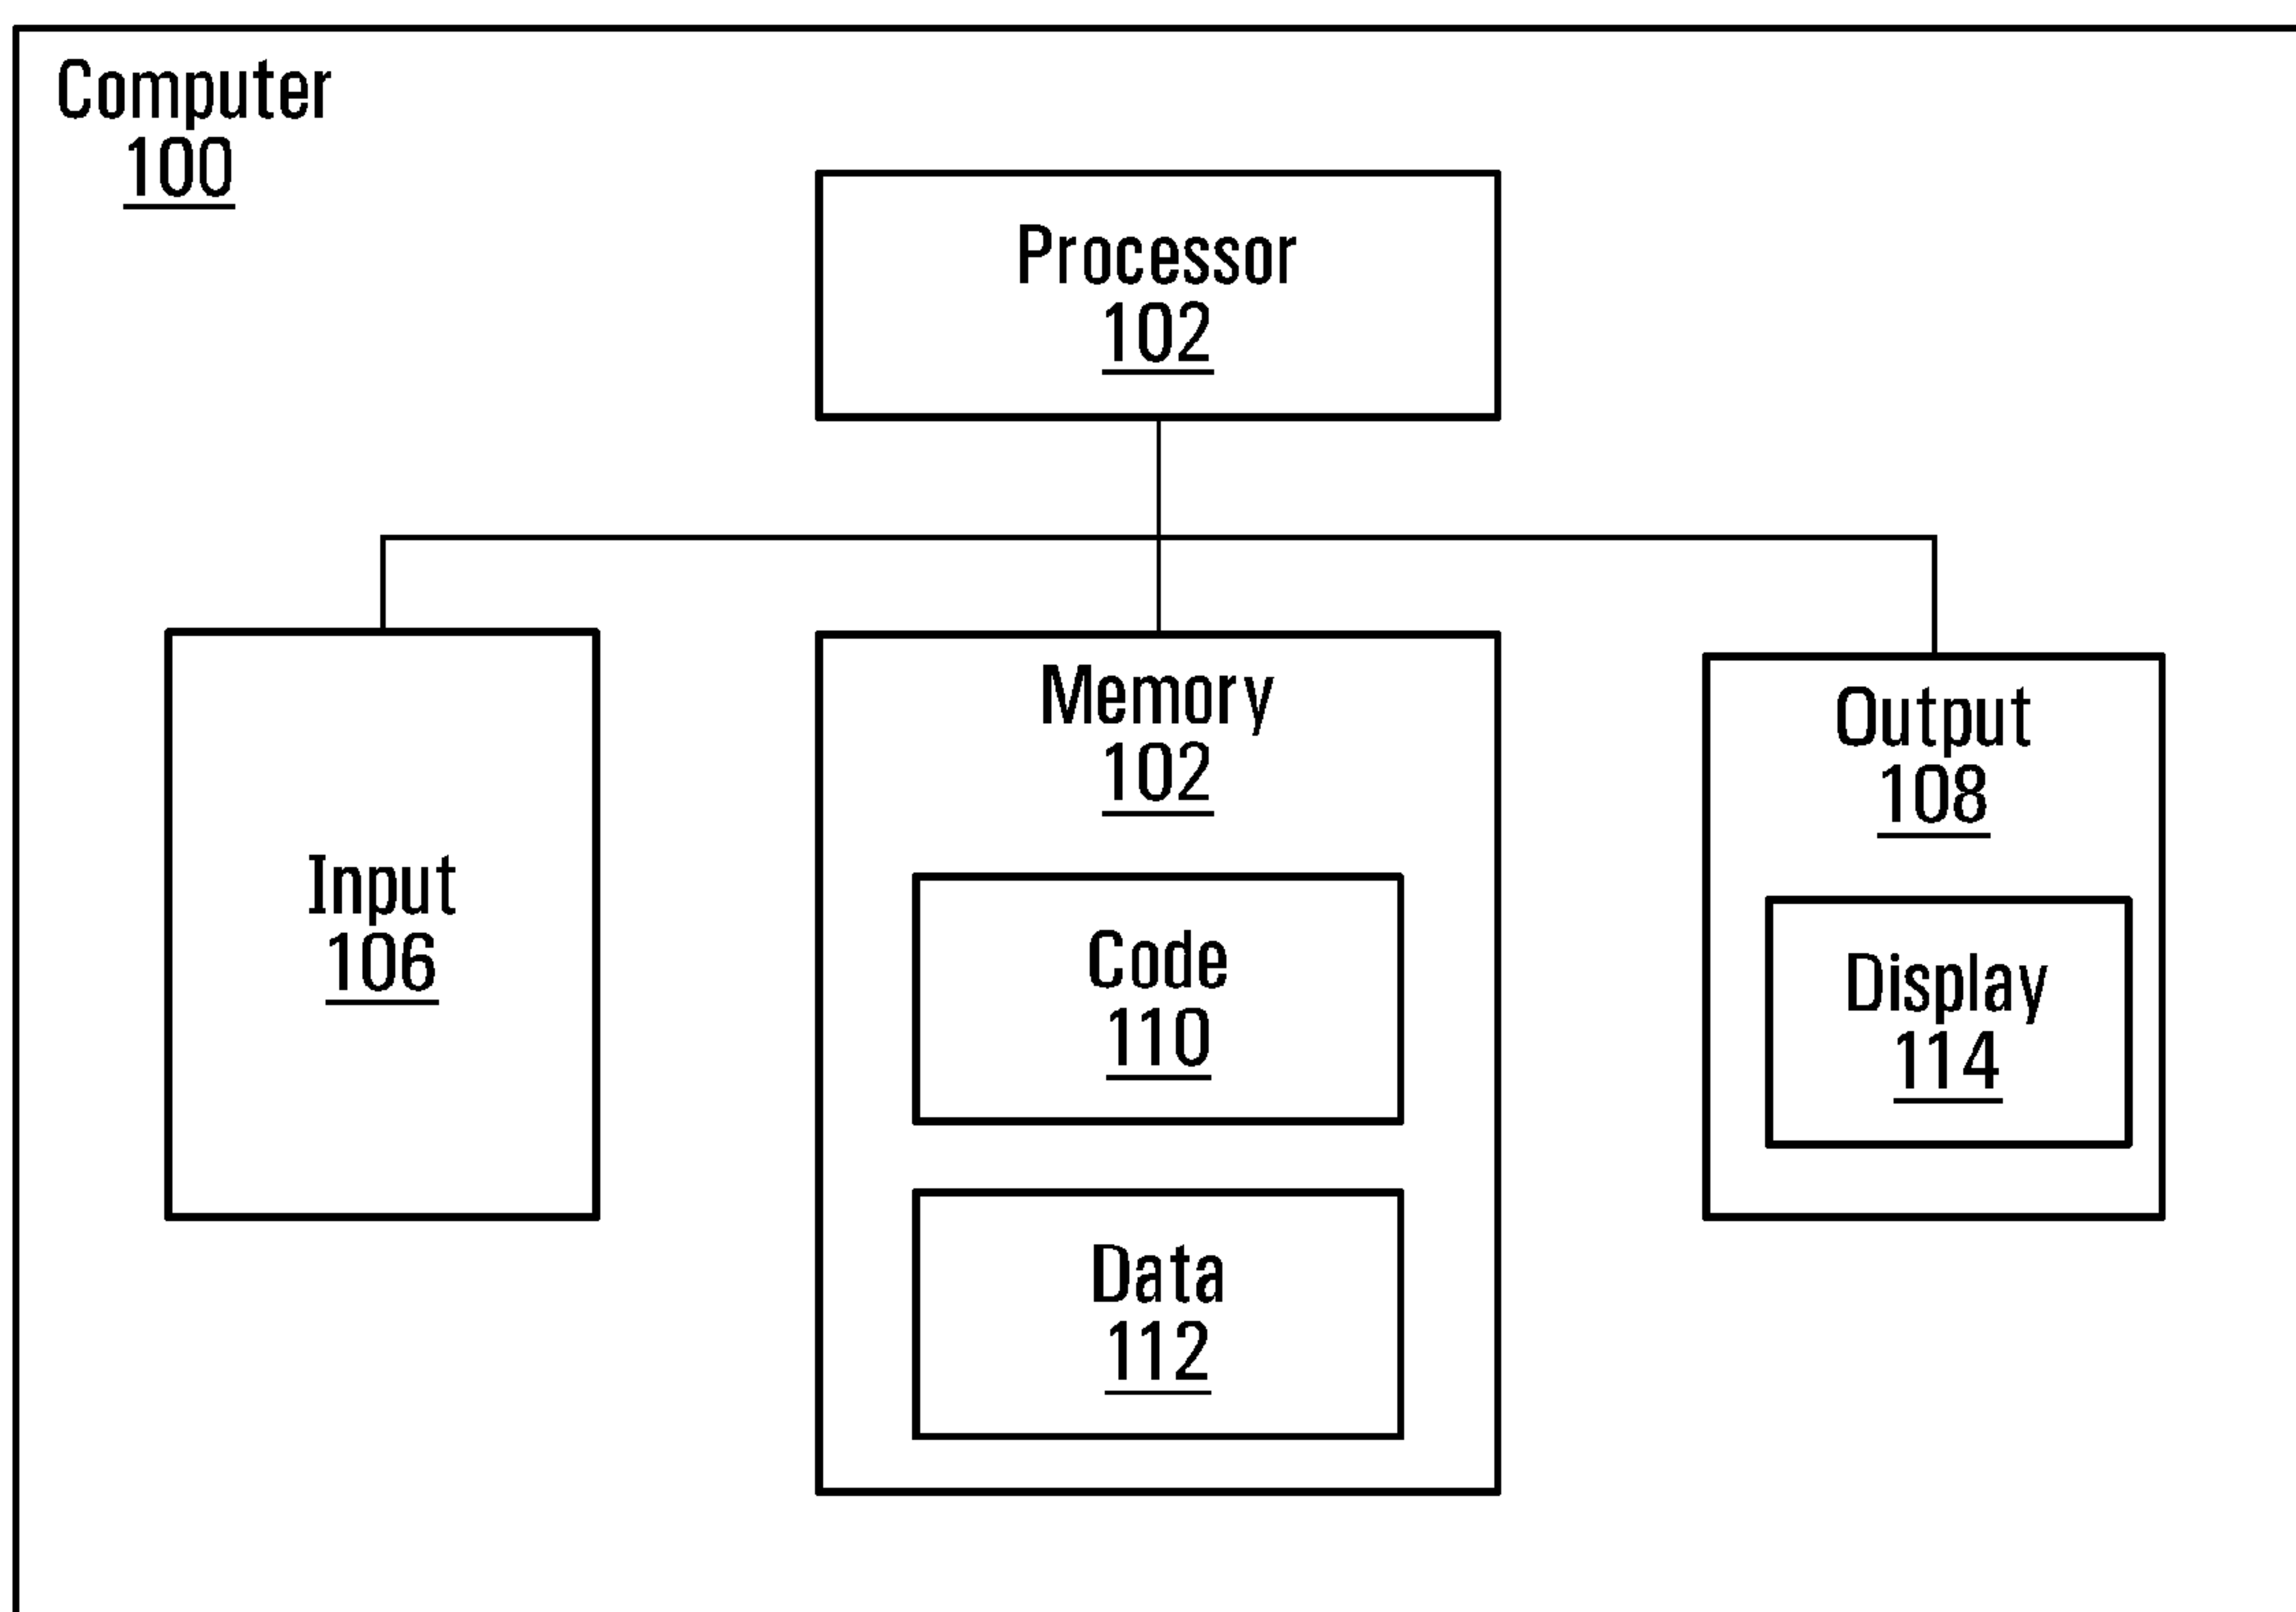 Computer
100
Processor
102
Input
106
Memory
102
Code
110
Data
112
Output
108
Display
114